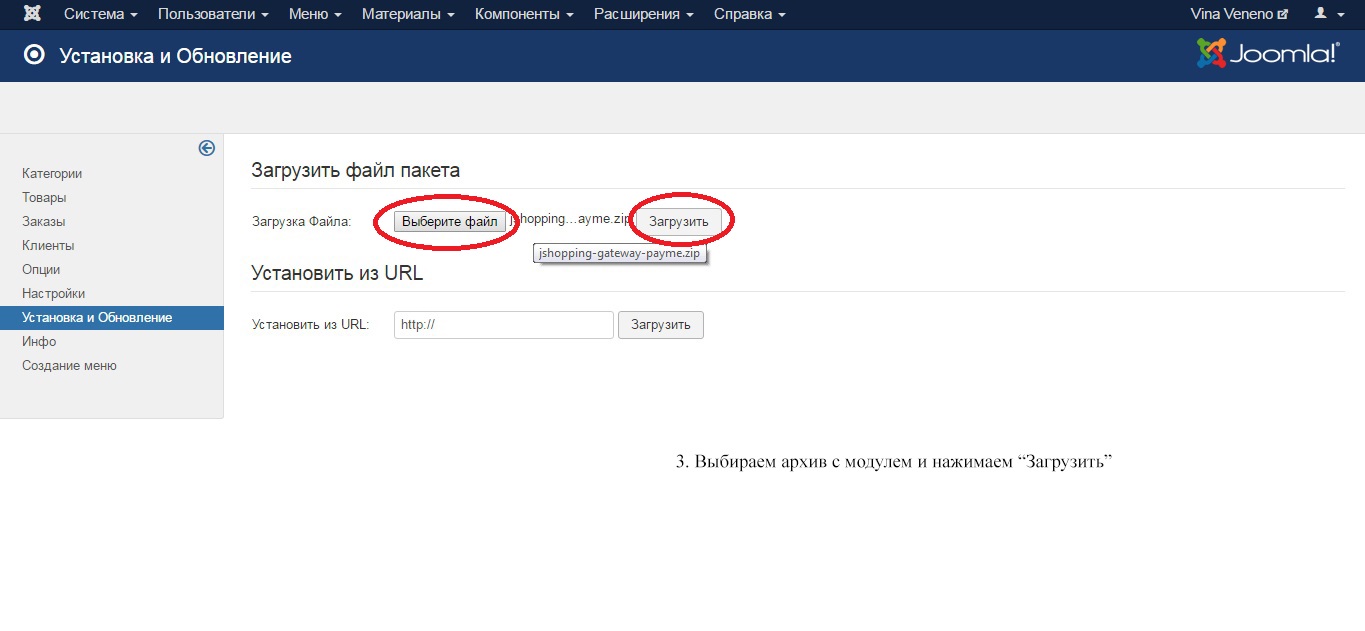 Система Пользователи Меню Материалы Компоненты Расширения Справка Vina Veneno
Установка и Обновление Joomla!®
Категории
Товары
Заказы
Клиенты
Опции
Настройки
Установка и Обновление
Инфо
Создание меню
Загрузить файл пакета
Загрузка Файла: Выберите файл jshopping...ayme.zip Загрузить
jshopping-gateway-payme.zip
Установить из URL
Установить из URL: http:// Загрузить
3. Выбираем архив с модулем и нажимаем “Загрузить”